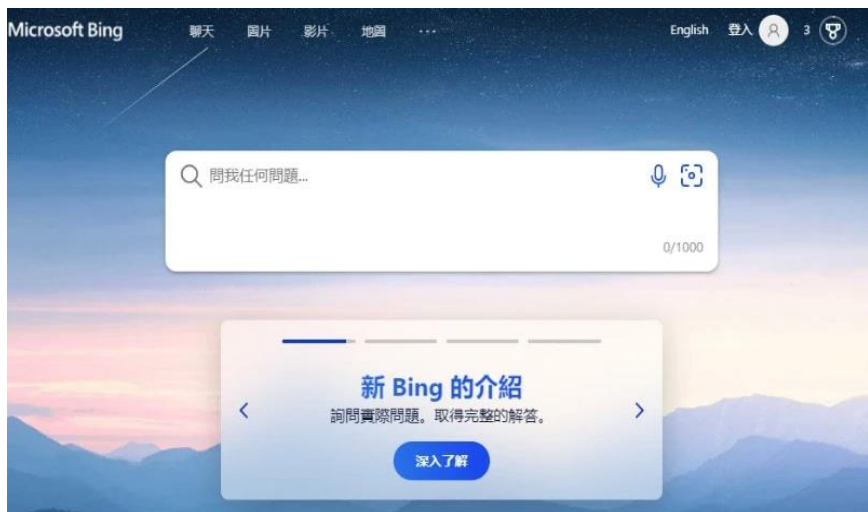 Microsoft Bing 聊天 圖片 影片 地圖 ... English 登入 3
問我任何問題...
0/1000
新 Bing 的介紹
詢問實際問題。取得完整的解答。
深入了解